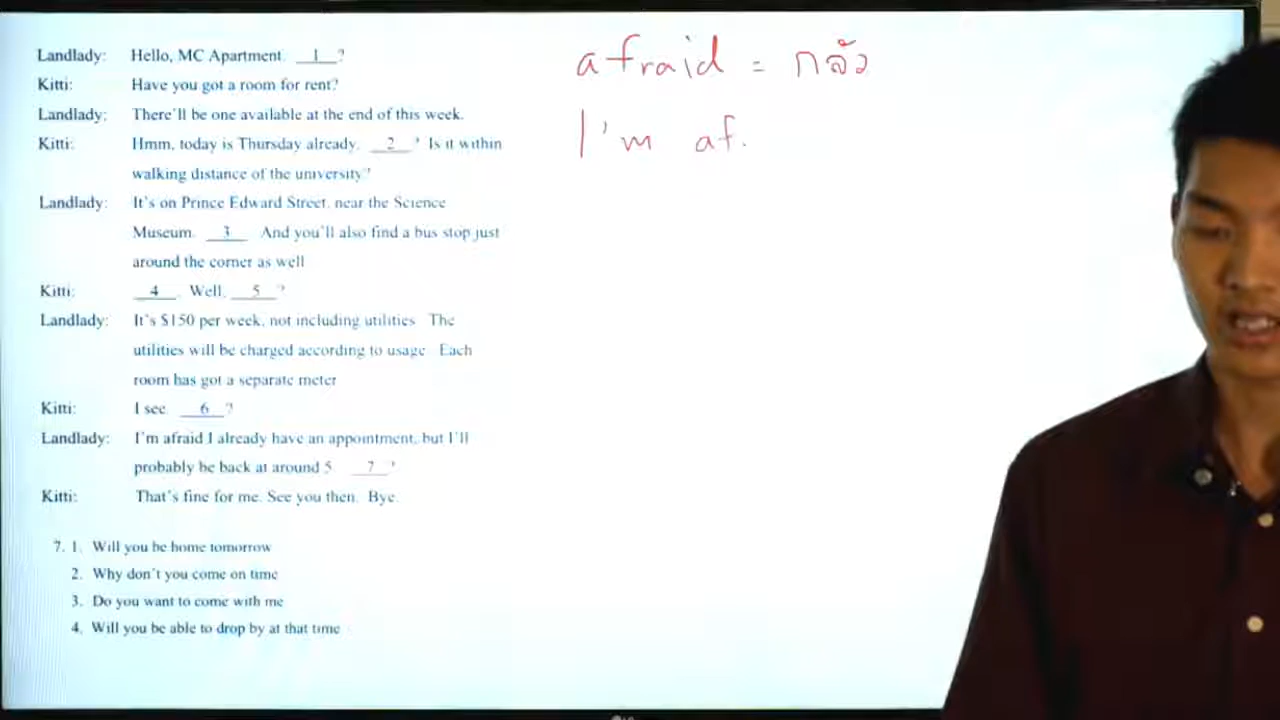 Landlady: Hello, MC Apartment. __1__?
Kitti: Have you got a room for rent?
Landlady: There'll be one available at the end of this week.
Kitti: Hmm, today is Thursday already. __2__? Is it within
walking distance of the university?
Landlady: It's on Prince Edward Street, near the Science
Museum. __3__ And you'll also find a bus stop just
around the corner as well
Kitti: __4__. Well, __5__?
Landlady: It's $150 per week, not including utilities. The
utilities will be charged according to usage. Each
room has got a separate meter
Kitti: I see. __6__?
Landlady: I'm afraid I already have an appointment, but I'll
probably be back at around 5. __7__?
Kitti: That's fine for me. See you then. Bye.
7. 1. Will you be home tomorrow
2. Why don't you come on time
3. Do you want to come with me
4. Will you be able to drop by at that time
afraid = กลัว
I'm af.